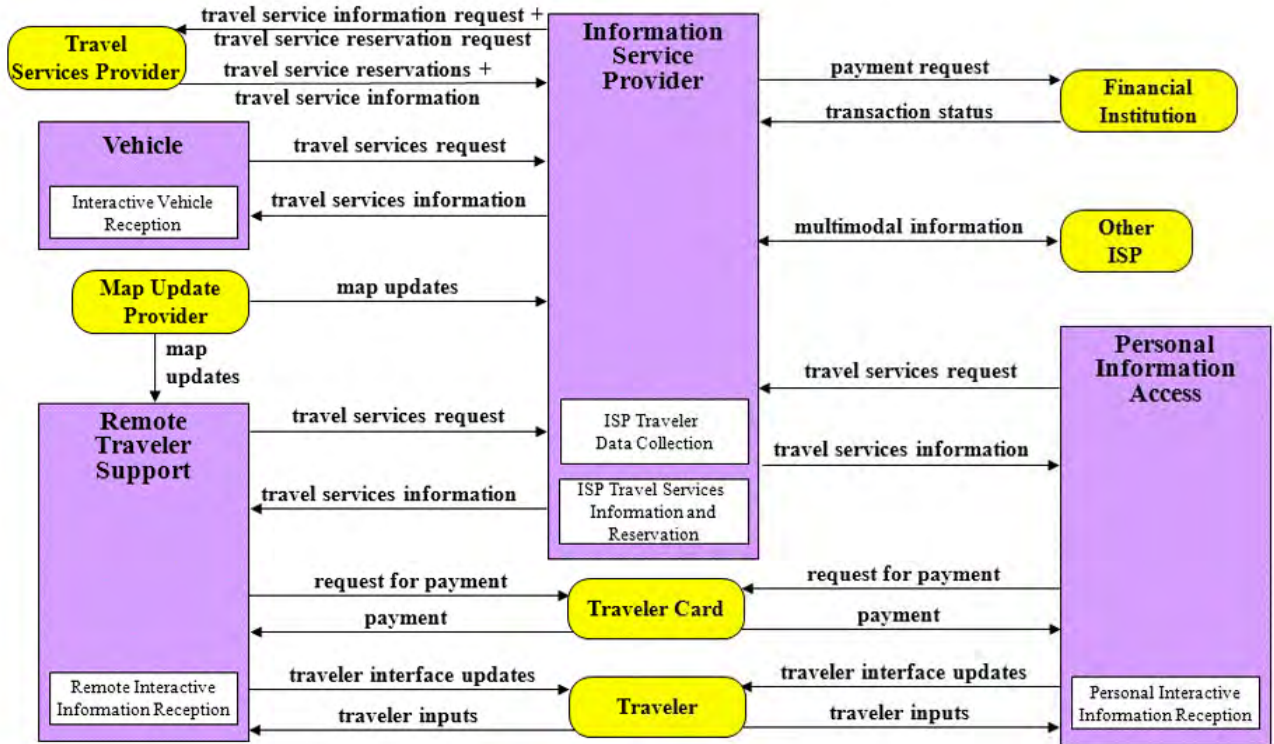 travel service information request +
travel service reservation request
Travel
Services Provider
travel service reservations +
travel service information
Information
Service
Provider
payment request
Financial
Institution
transaction status
Vehicle
travel services request
Interactive Vehicle
Reception
travel services information
multimodal information
Other
ISP
Map Update
Provider
map updates
map
updates
Personal
Information
Access
travel services request
Remote
Traveler
Support
travel services request
ISP Traveler
Data Collection
travel services information
travel services information
ISP Travel Services
Information and
Reservation
request for payment
request for payment
Traveler Card
payment
payment
traveler interface updates
traveler interface updates
Remote Interactive
Information Reception
Traveler
Personal Interactive
Information Reception
traveler inputs
traveler inputs